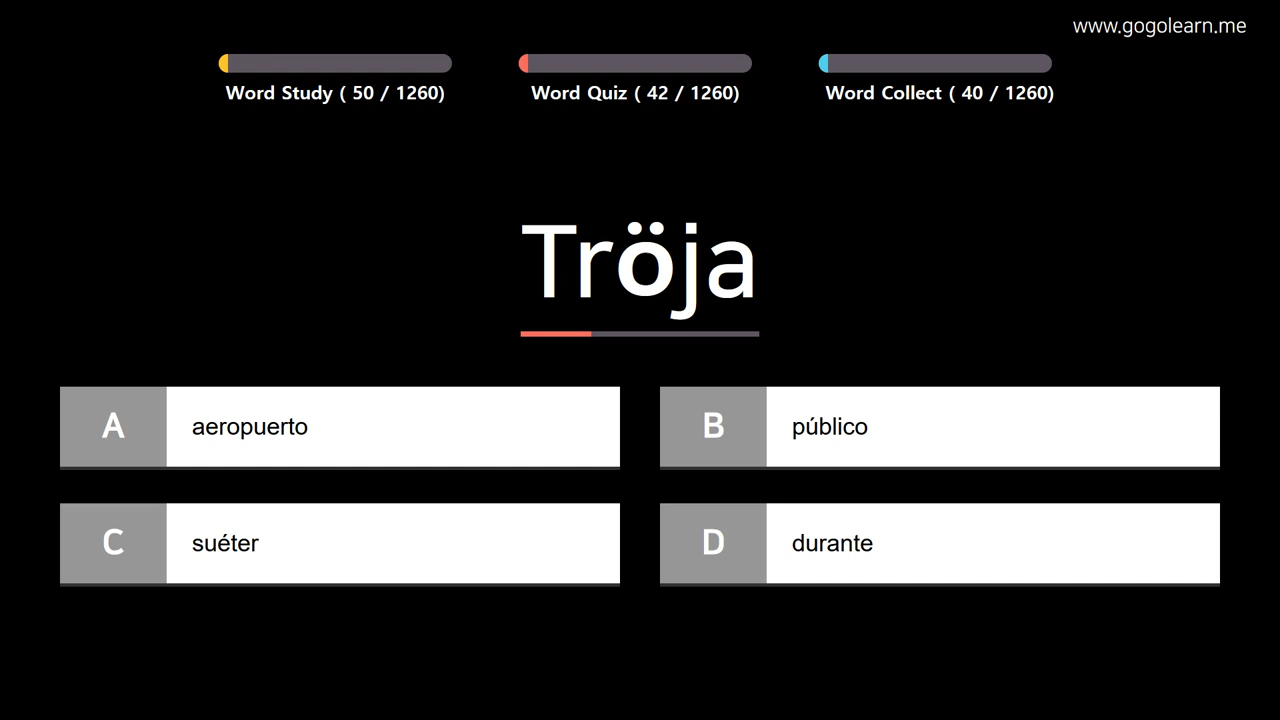 www.gogolearn.me
Word Study ( 50 / 1260)
Word Quiz ( 42 / 1260)
Word Collect ( 40 / 1260)
Tröja
A
aeropuerto
B
público
C
suéter
D
durante